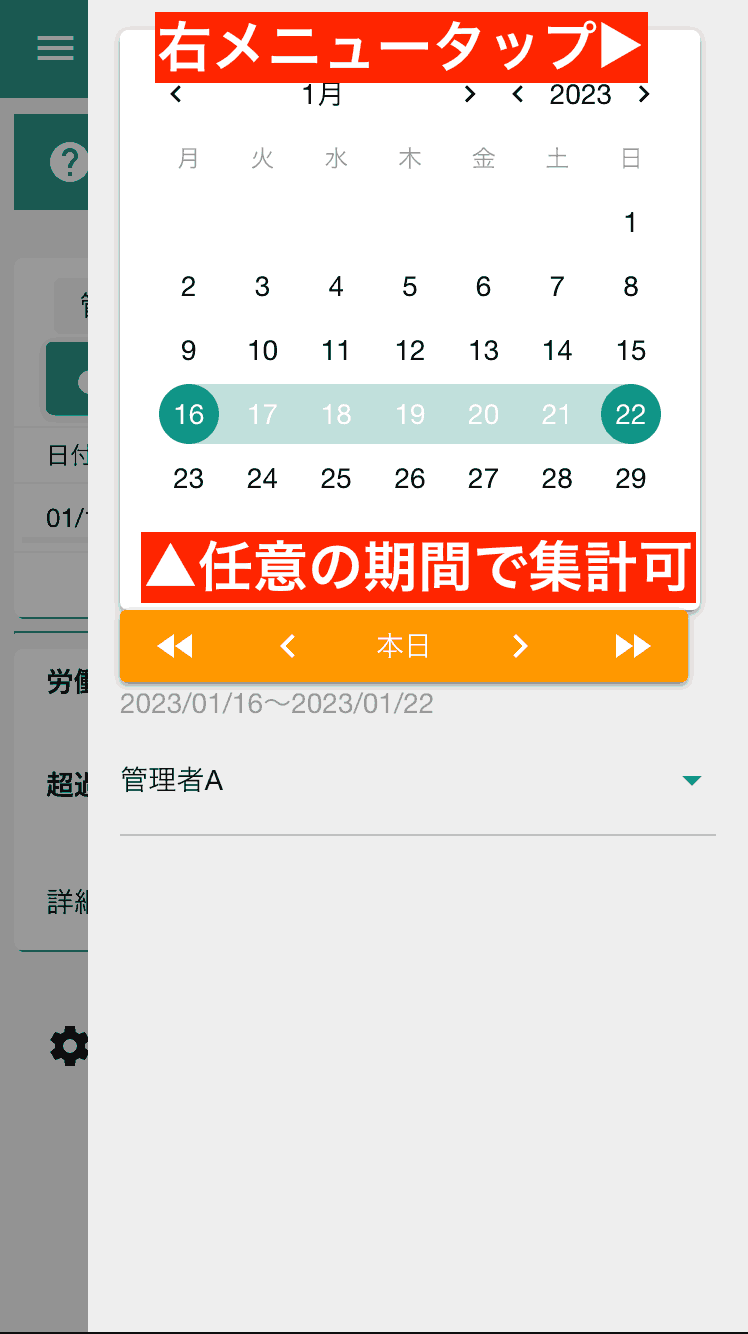 右メニュータップ▶
1月 2023
月 火 水 木 金 土 日
1
2 3 4 5 6 7 8
9 10 11 12 13 14 15
16 17 18 19 20 21 22
23 24 25 26 27 28 29
▲任意の期間で集計可
本日
2023/01/16～2023/01/22
管理者A
日付
01/
労働
超過
詳細